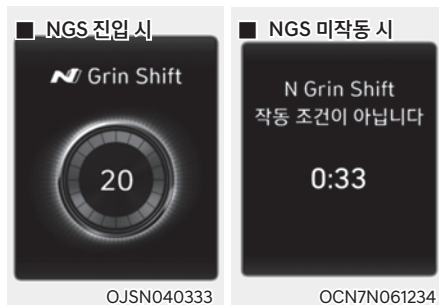 ■ NGS 진입 시
N Grin Shift
20
OJSN040333
■ NGS 미작동 시
N Grin Shift
작동 조건이 아닙니다
0:33
OCN7N061234